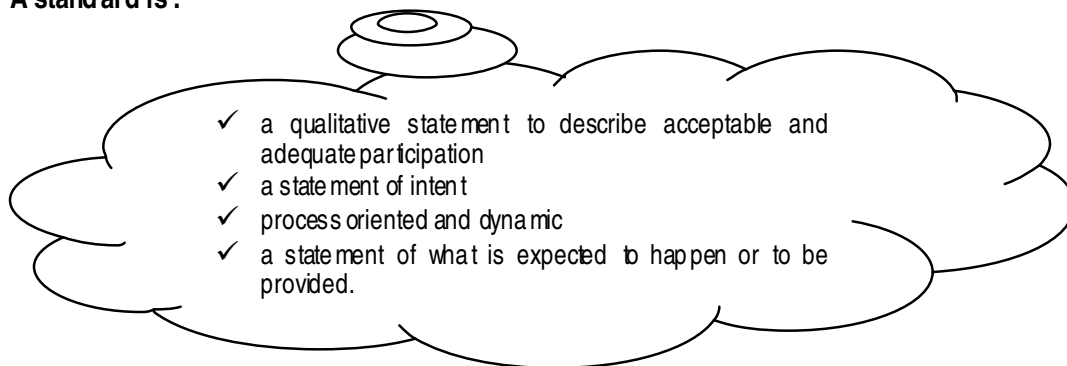 A standard is :
✓ a qualitative statement to describe acceptable and
adequate participation
✓ a statement of intent
✓ process oriented and dynamic
✓ a statement of what is expected to happen or to be
provided.